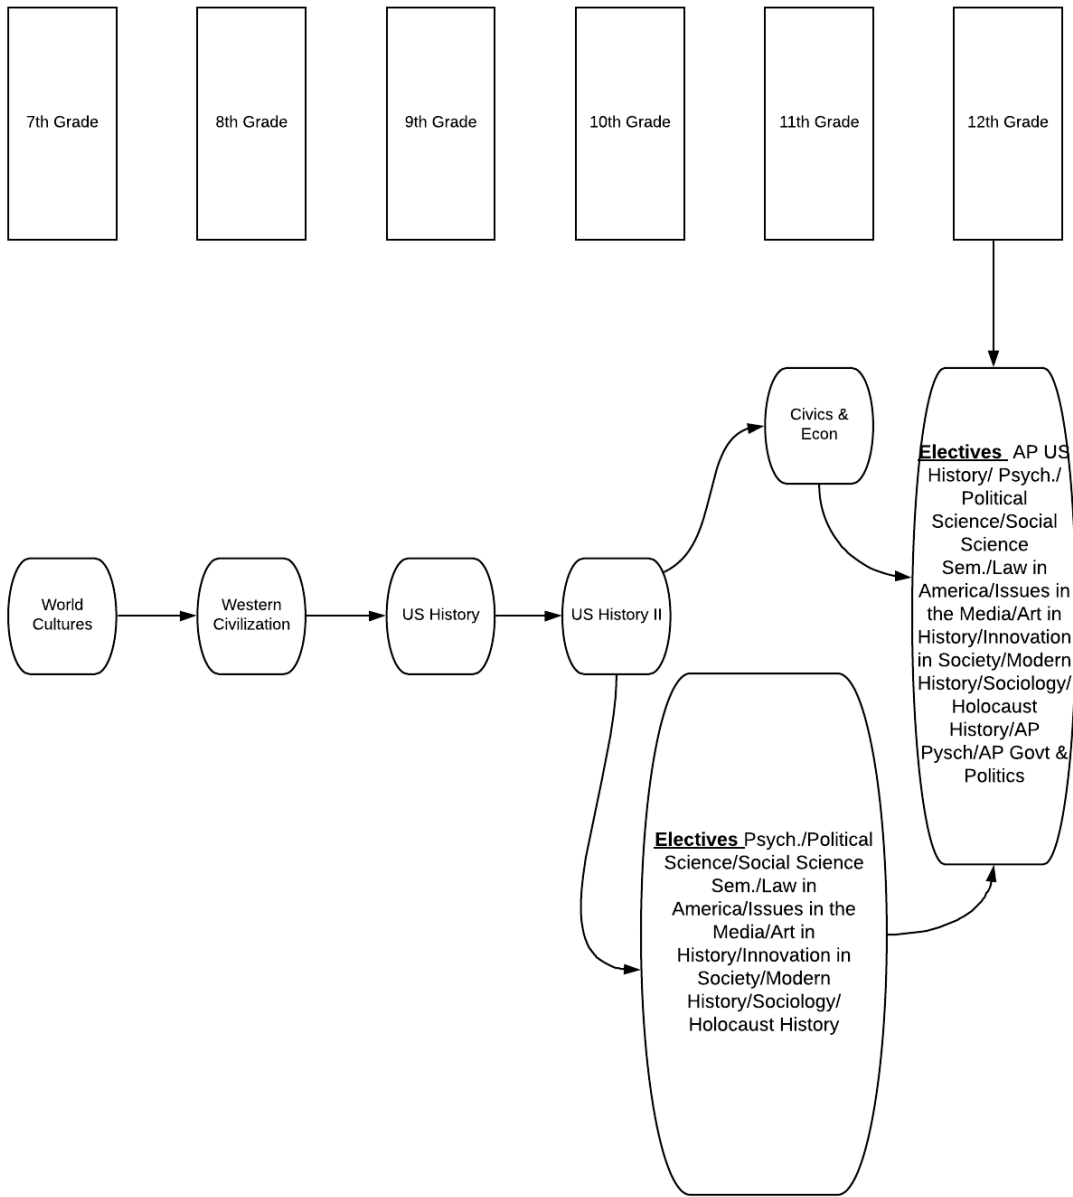 7th Grade
8th Grade
9th Grade
10th Grade
11th Grade
12th Grade
Civics &
Econ
World
Cultures
Western
Civilization
US History
US History II
Electives  AP US
History/ Psych./
Political
Science/Social
Science
Sem./Law in
America/Issues in
the Media/Art in
History/Innovation
in Society/Modern
History/Sociology/
Holocaust
History/AP
Pysch/AP Govt &
Politics
Electives Psych./Political
Science/Social Science
Sem./Law in
America/Issues in the
Media/Art in
History/Innovation in
Society/Modern
History/Sociology/
Holocaust History